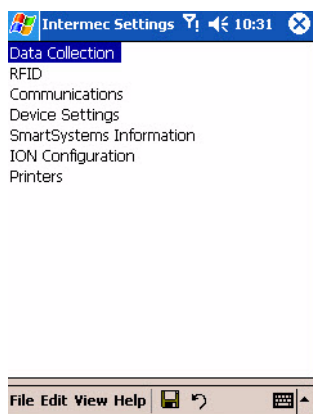 Intermec Settings 10:31
Data Collection
RFID
Communications
Device Settings
SmartSystems Information
ION Configuration
Printers
File Edit View Help